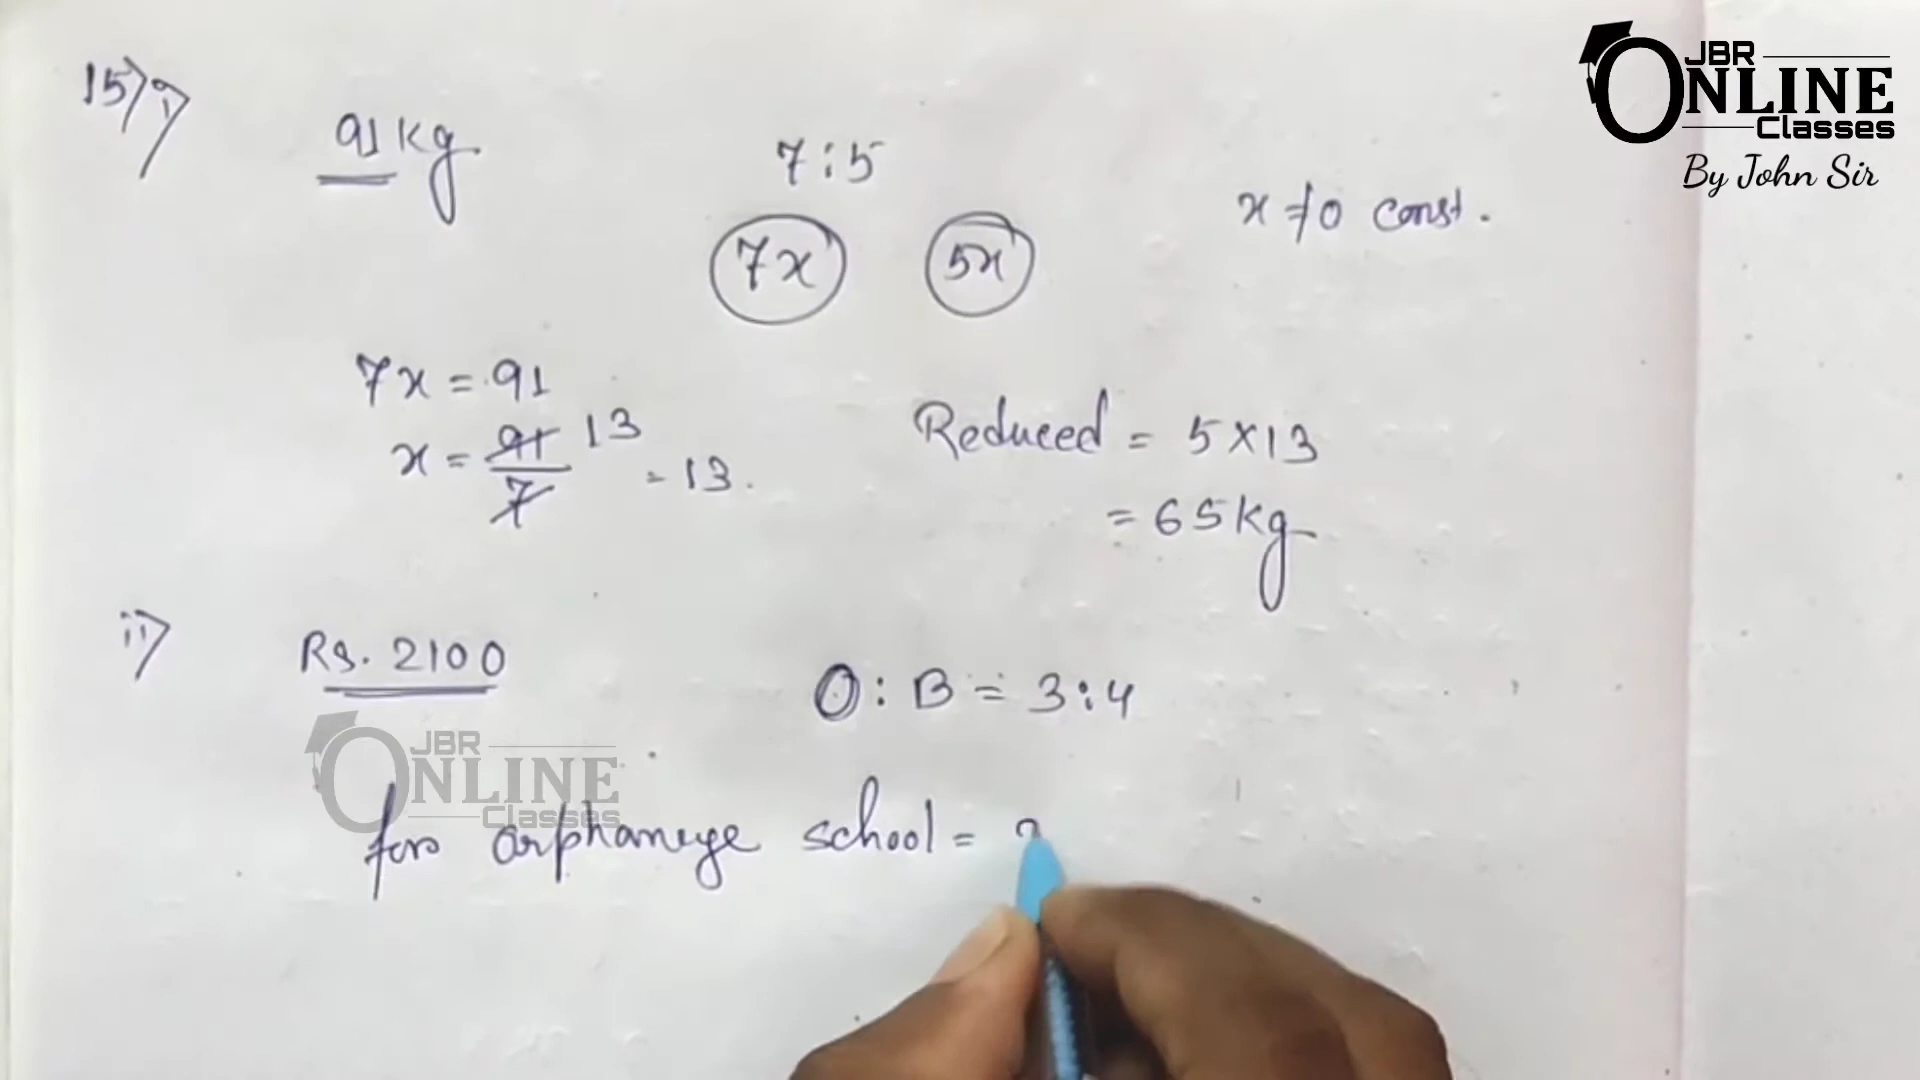 JBR
ONLINE
Classes
By John Sir
15) i)
91 kg
7 : 5
x ≠ 0 const.
7x 5x
7x = 91
x = 91/7 13 = 13.
Reduced = 5 × 13
= 65 kg
ii)
Rs. 2100
O : B = 3 : 4
JBR
ONLINE
Classes
for school =